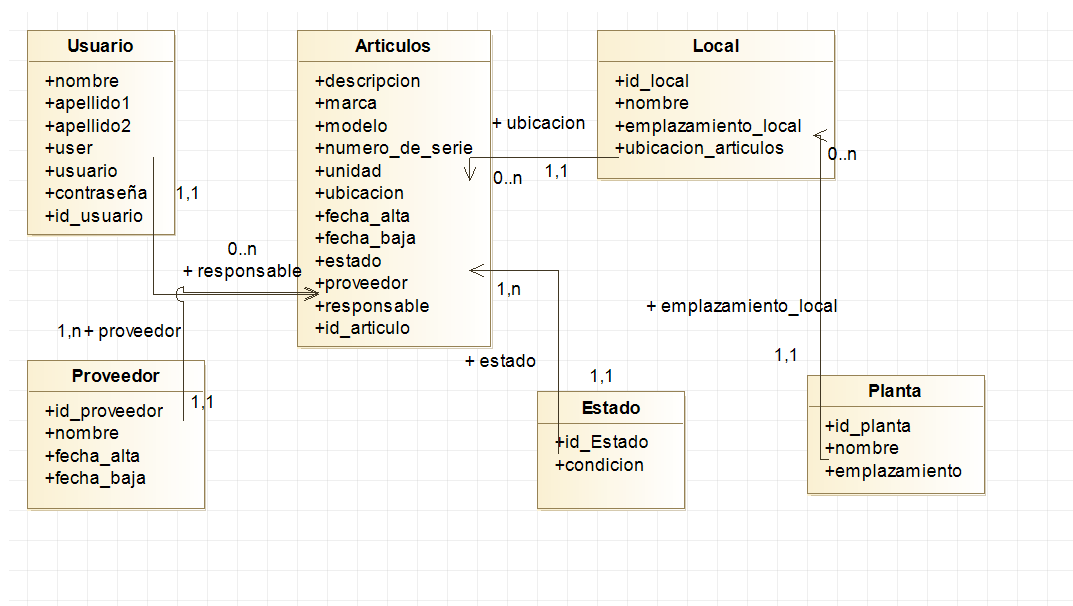 Usuario
+nombre
+apellido1
+apellido2
+user
+usuario
+contraseña
+id_usuario
1,1
0..n
+ responsable
Articulos
+descripcion
+marca
+modelo
+numero_de_serie
+unidad
+ubicacion
+fecha_alta
+fecha_baja
+estado
+proveedor
+responsable
+id_articulo
+ ubicacion
0..n
1,1
Local
+id_local
+nombre
+emplazamiento_local
+ubicacion_articulos
0..n
1,n
+ emplazamiento_local
1,1
1,n + proveedor
Proveedor
1,1
+id_proveedor
+nombre
+fecha_alta
+fecha_baja
+ estado
1,1
Estado
+id_Estado
+condicion
Planta
+id_planta
+nombre
+emplazamiento